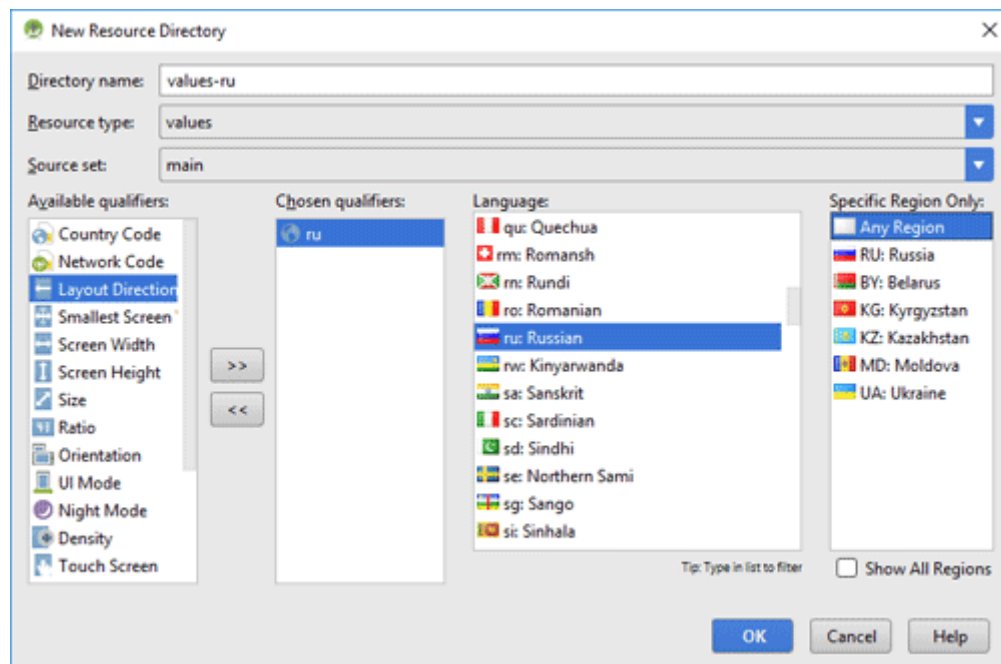 New Resource Directory
Directory name: values-ru
Resource type: values
Source set: main
Available qualifiers:
Country Code
Network Code
Layout Direction
Smallest Screen
Screen Width
Screen Height
Size
Ratio
Orientation
UI Mode
Night Mode
Density
Touch Screen
>>
<<
Chosen qualifiers:
ru
Language:
qu: Quechua
rm: Romansh
rn: Rundi
ro: Romanian
ru: Russian
rw: Kinyarwanda
sa: Sanskrit
sc: Sardinian
sd: Sindhi
se: Northern Sami
sg: Sango
si: Sinhala
Tip: Type in list to filter
Specific Region Only:
Any Region
RU: Russia
BY: Belarus
KG: Kyrgyzstan
KZ: Kazakhstan
MD: Moldova
UA: Ukraine
Show All Regions
OK
Cancel
Help